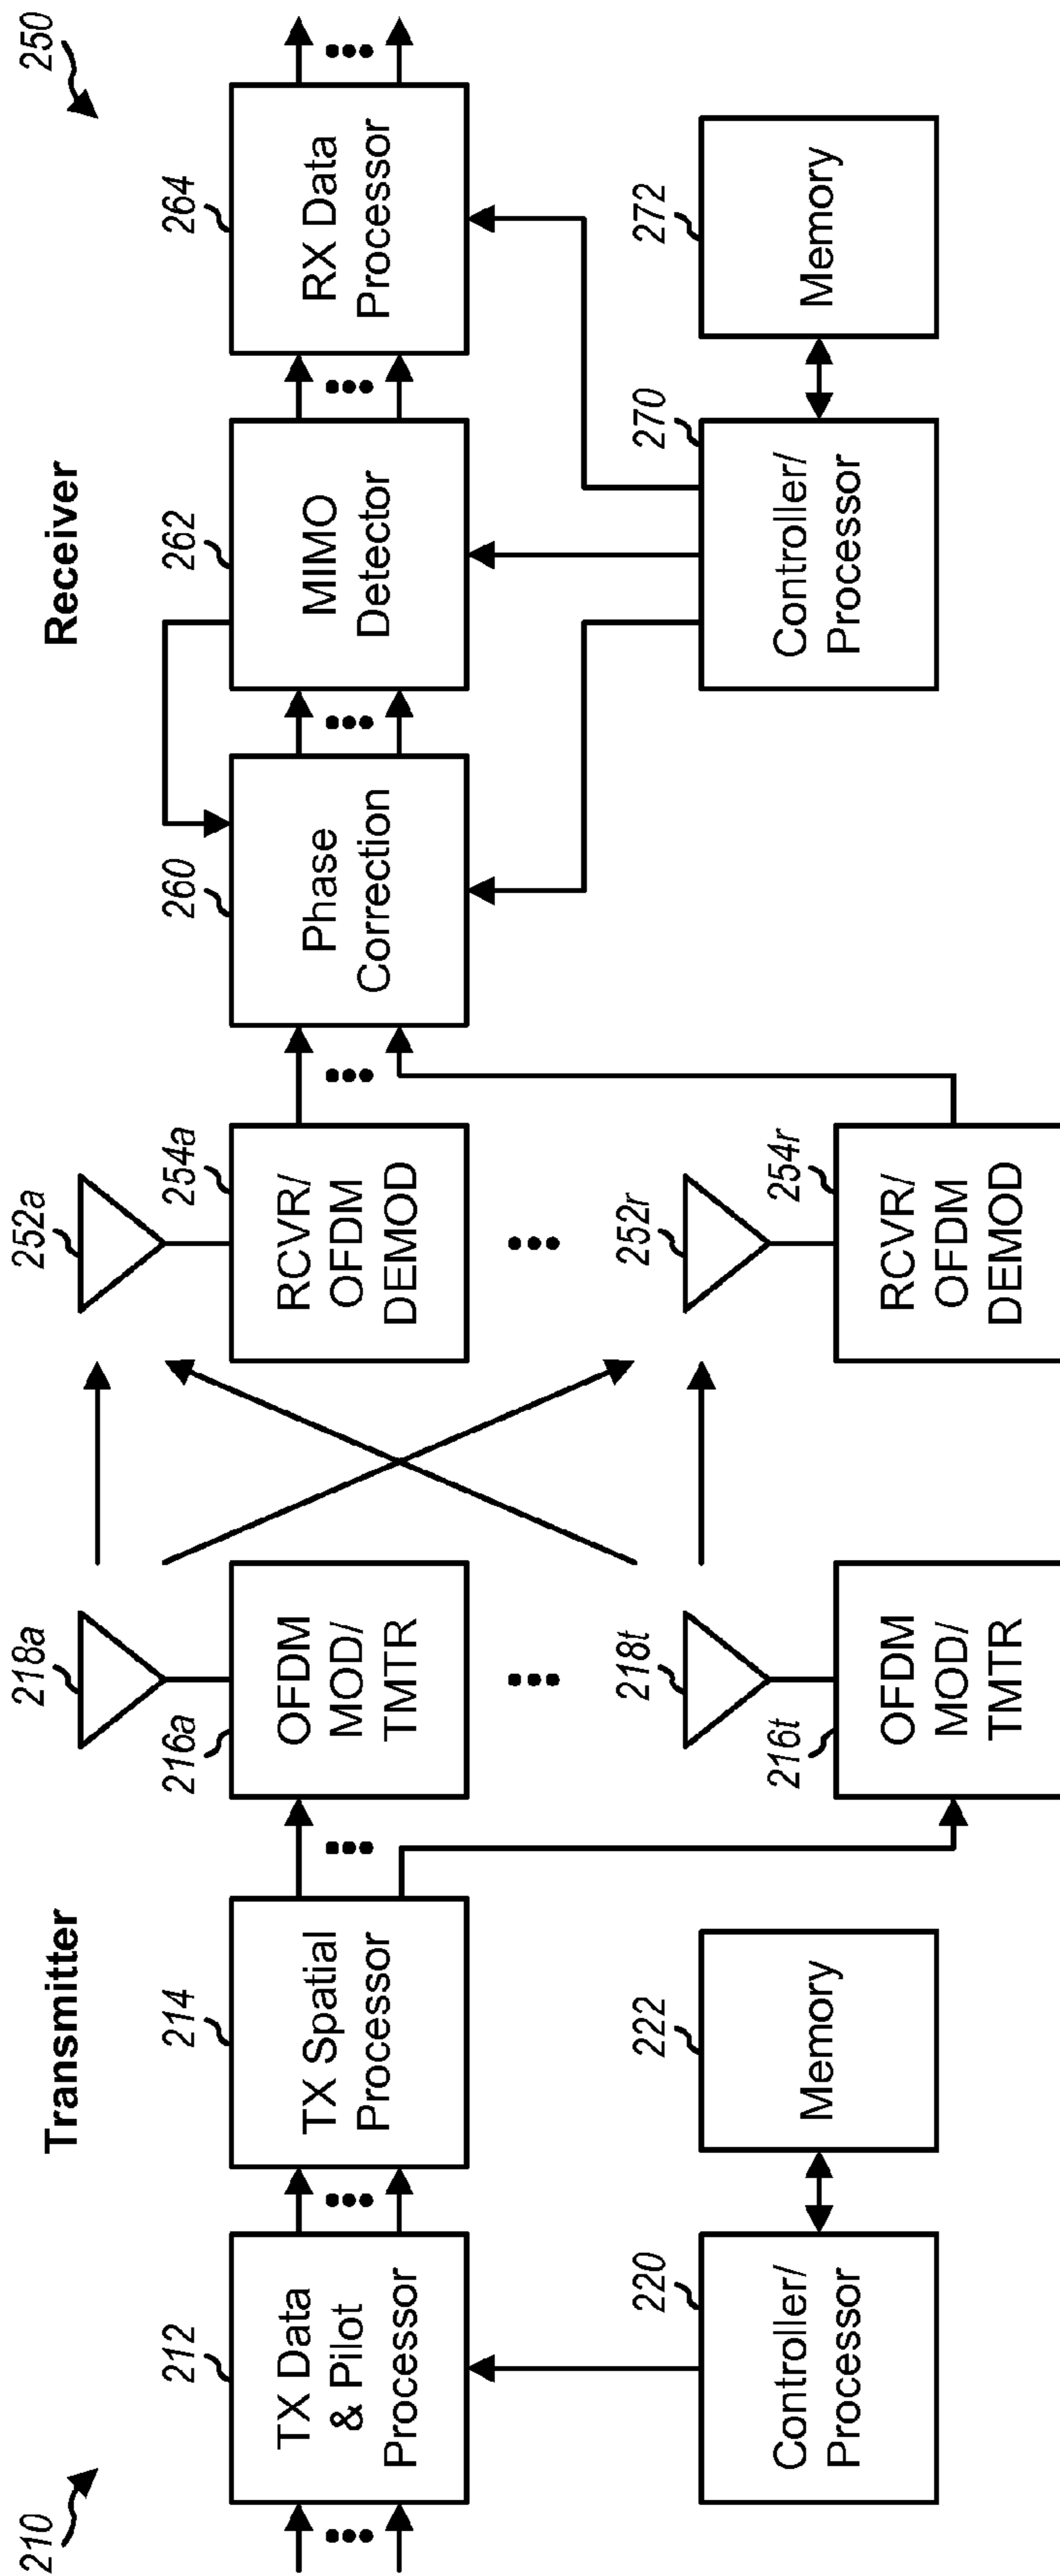 Transmitter
Receiver
210
250
212
TX Data
& Pilot
Processor
214
TX Spatial
Processor
216a
OFDM
MOD/
TMTR
218a
252a
254a
RCVR/
OFDM
DEMOD
260
Phase
Correction
262
MIMO
Detector
264
RX Data
Processor
220
Controller/
Processor
222
Memory
216t
OFDM
MOD/
TMTR
218t
252r
254r
RCVR/
OFDM
DEMOD
270
Controller/
Processor
272
Memory